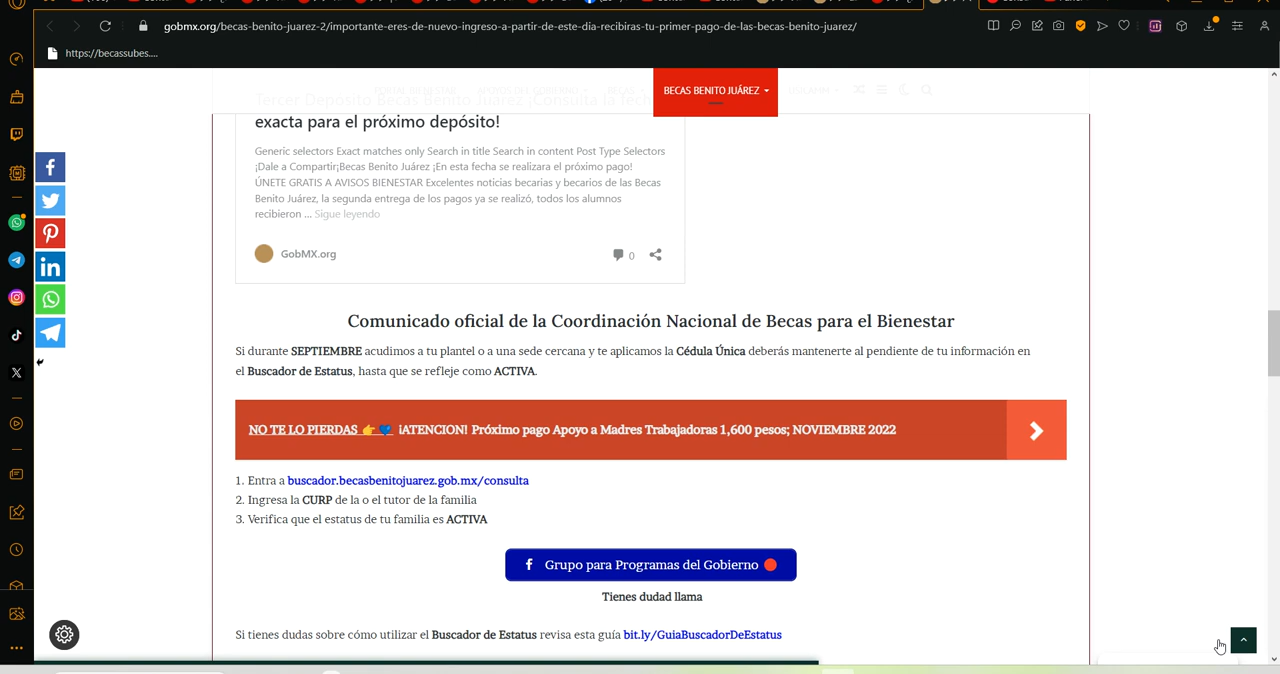 gobmx.org/becas-benito-juarez-2/importante-eres-de-nuevo-ingreso-a-partir-de-este-dia-recibiras-tu-primer-pago-de-las-becas-benito-juarez/
https://becassubes....
BECAS BENITO JUÁREZ
Tercer Depósito Becas Benito Juárez ¡Consulta la fecha
exacta para el próximo depósito!
Generic selectors Exact matches only Search in title Search in content Post Type Selectors
¡Dale a Compartir¡Becas Benito Juárez ¡En esta fecha se realizara el próximo pago!
ÚNETE GRATIS A AVISOS BIENESTAR Excelentes noticias becarias y becarios de las Becas
Benito Juárez, la segunda entrega de los pagos ya se realizó, todos los alumnos
recibieron ... Sigue leyendo
GobMX.org
0
Comunicado oficial de la Coordinación Nacional de Becas para el Bienestar
Si durante SEPTIEMBRE acudimos a tu plantel o a una sede cercana y te aplicamos la Cédula Única deberás mantenerte al pendiente de tu información en
el Buscador de Estatus, hasta que se refleje como ACTIVA.
NO TE LO PIERDAS 👉💙 ¡ATENCION! Próximo pago Apoyo a Madres Trabajadoras 1,600 pesos; NOVIEMBRE 2022
1. Entra a buscador.becasbenitojuarez.gob.mx/consulta
2. Ingresa la CURP de la o el tutor de la familia
3. Verifica que el estatus de tu familia es ACTIVA
Grupo para Programas del Gobierno 🔴
Tienes dudad llama
Si tienes dudas sobre cómo utilizar el Buscador de Estatus revisa esta guía bit.ly/GuiaBuscadorDeEstatus